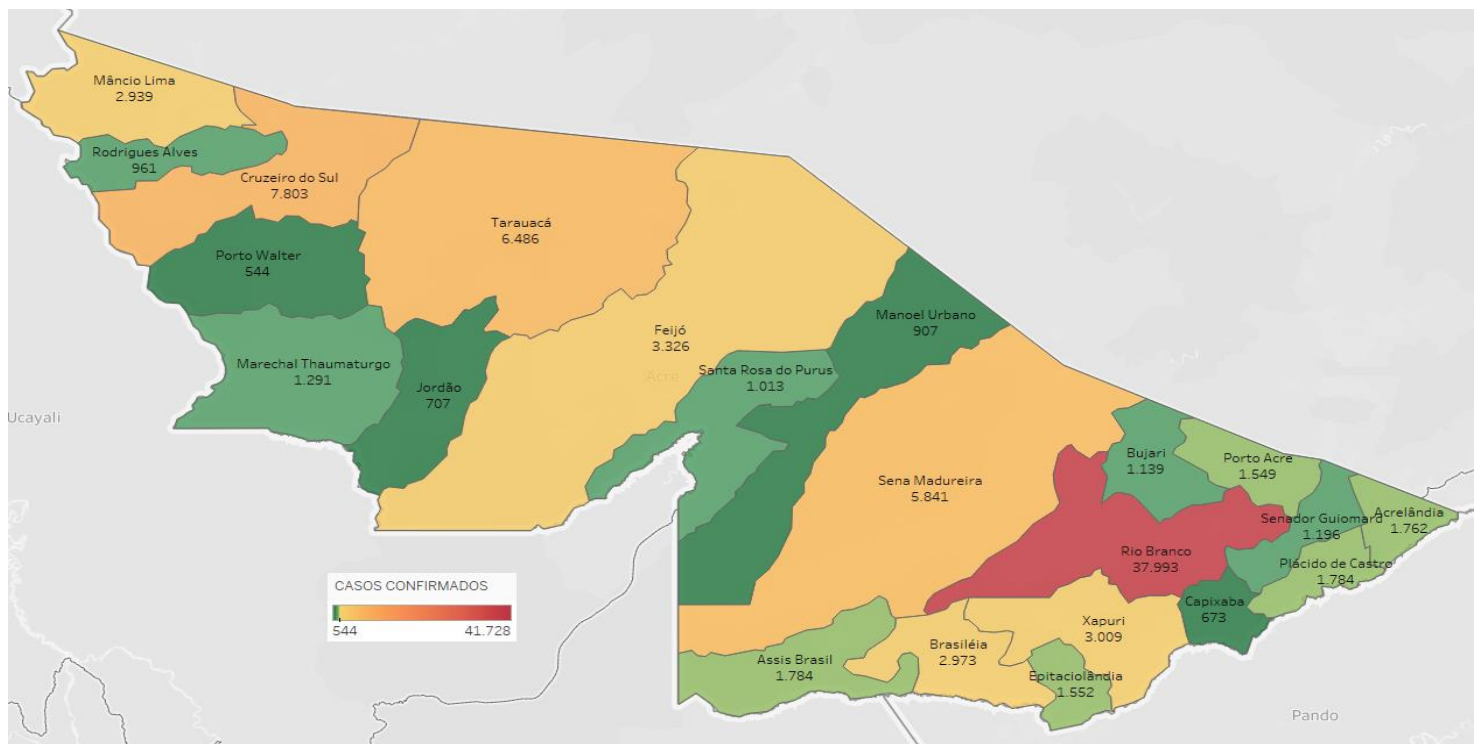 Mâncio Lima
2.939
Rodrigues Alves
961
Cruzeiro do Sul
7.803
Tarauacá
6.486
Porto Walter
544
Manoel Urbano
907
Feijó
3.326
Marechal Thaumaturgo
1.291
Santa Rosa do Purus
1.013
Acre
Jordão
707
Ucayali
Bujari
1.139
Porto Acre
1.549
Sena Madureira
5.841
Senador Guiomard
1.196
Acrelândia
1.762
Rio Branco
37.993
Plácido de Castro
1.784
CASOS CONFIRMADOS
544
41.728
Capixaba
673
Xapuri
3.009
Brasiléia
2.973
Assis Brasil
1.784
Epitaciolândia
1.552
Pando